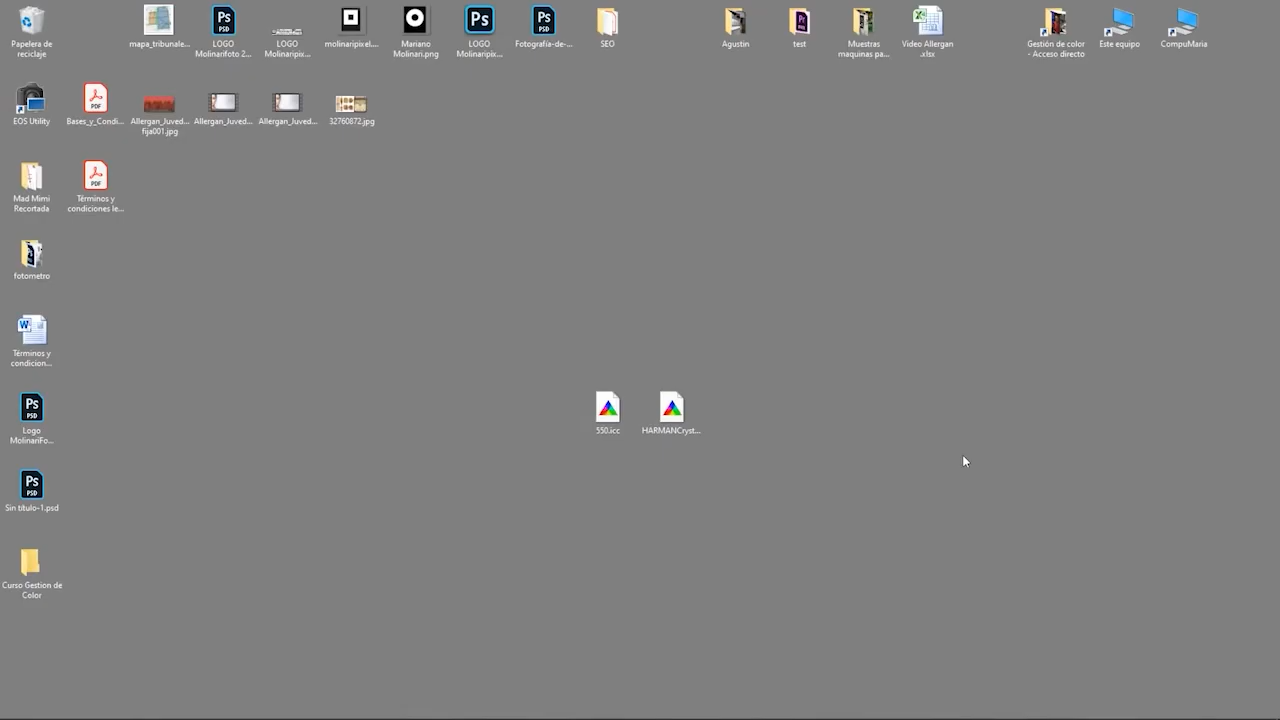 Papelera de
reciclaje
mapa_tribunale...
LOGO
Molinarifoto 2...
LOGO
Molinaripix...
molinaripixel....
Mariano
Molinari.png
LOGO
Molinaripix...
Fotografía-de-...
SEO
Agustin
test
Muestras
maquinas pa...
Video Allergan
.xlsx
Gestión de color
- Acceso directo
Este equipo
CompuMaria
EOS Utility
Bases_y_Condi...
Allergan_Juved...
fija001.jpg
Allergan_Juved...
Allergan_Juved...
32760872.jpg
Mad Mimi
Recortada
Términos y
condiciones le...
fotometro
Términos y
condicion...
550.icc
HARMANCryst...
Logo
MolinariFo...
Sin título-1.psd
Curso Gestion de
Color